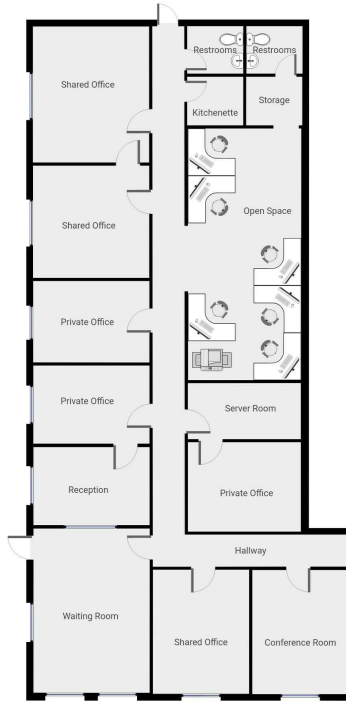 Restrooms
Restrooms
Shared Office
Kitchenette
Storage
Open Space
Shared Office
Private Office
Private Office
Server Room
Reception
Private Office
Hallway
Waiting Room
Shared Office
Conference Room